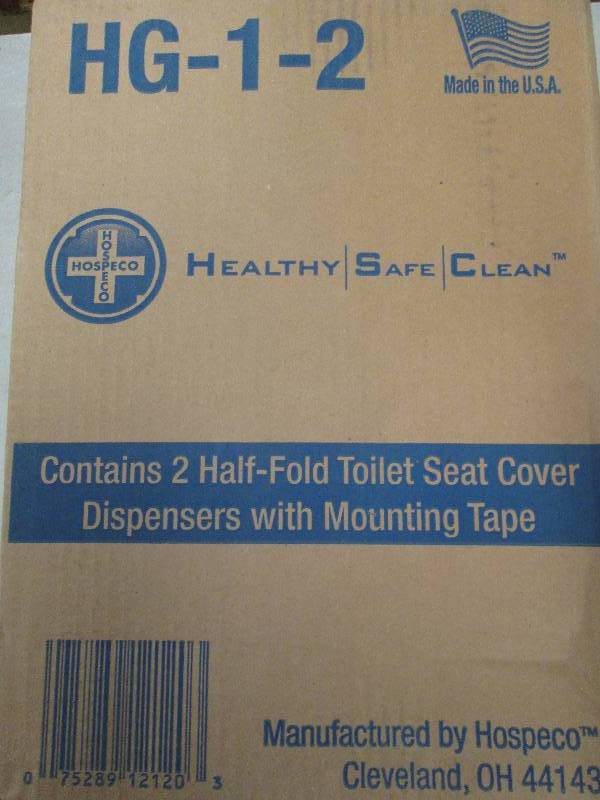 HG-1-2
Made in the U.S.A.
HOSPECO
HOSPECO
HEALTHY|SAFE|CLEAN™
Contains 2 Half-Fold Toilet Seat Cover
Dispensers with Mounting Tape
0 75289 12120 3
Manufactured by Hospeco™
Cleveland, OH 44143